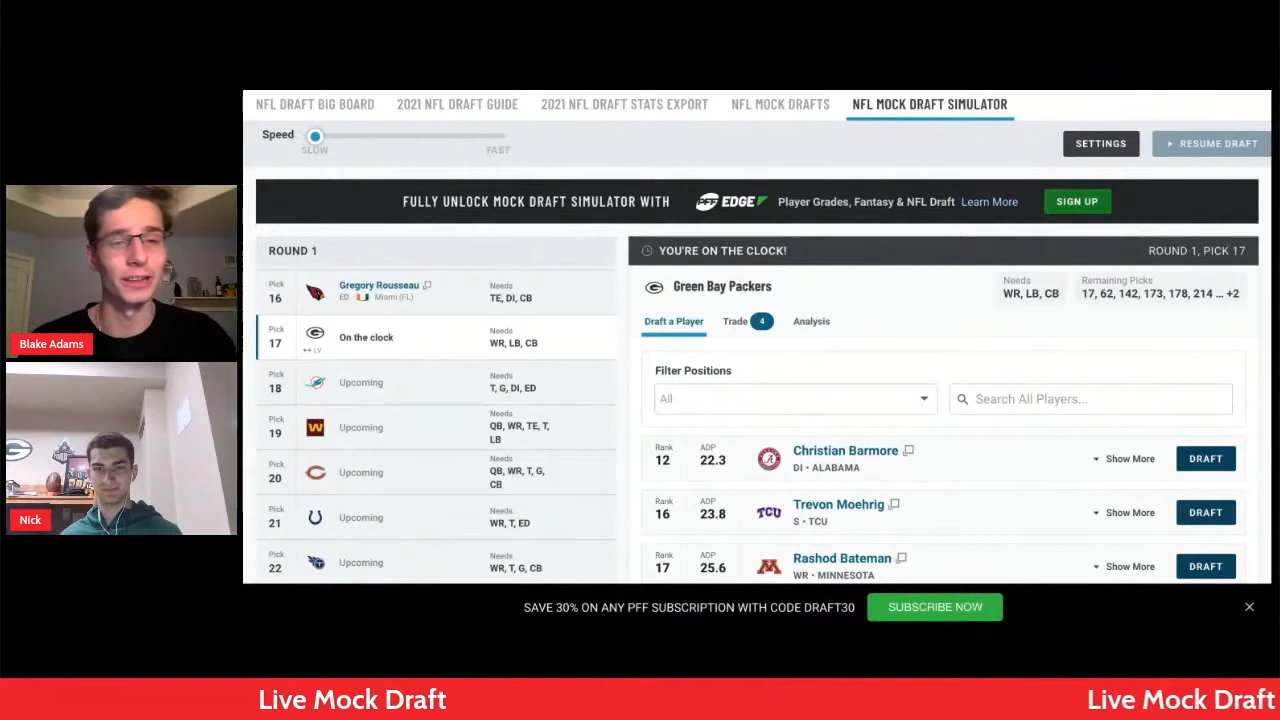 NFL DRAFT BIG BOARD 2021 NFL DRAFT GUIDE 2021 NFL DRAFT STATS EXPORT NFL MOCK DRAFTS NFL MOCK DRAFT SIMULATOR
Speed
SLOW FAST
SETTINGS RESUME DRAFT
FULLY UNLOCK MOCK DRAFT SIMULATOR WITH PFF EDGE Player Grades, Fantasy & NFL Draft Learn More SIGN UP
ROUND 1
Pick 16 Gregory Rousseau Needs
ED Miami (FL) TE, DI, CB
Pick 17 On the clock Needs
LV WR, LB, CB
Pick 18 Upcoming Needs
T, G, DI, ED
Pick 19 Upcoming Needs
QB, WR, TE, T,
LB
Pick 20 Upcoming Needs
QB, WR, T, G,
CB
Pick 21 Upcoming Needs
WR, T, ED
Pick 22 Upcoming Needs
WR, T, G, CB
YOU'RE ON THE CLOCK! ROUND 1, PICK 17
Green Bay Packers
Needs
WR, LB, CB
Remaining Picks
17, 62, 142, 173, 178, 214 ... +2
Draft a Player Trade 4 Analysis
Filter Positions
All Search All Players...
Rank 12 ADP 22.3 Christian Barmore Show More DRAFT
DI • ALABAMA
Rank 16 ADP 23.8 TCU Trevon Moehrig Show More DRAFT
S • TCU
Rank 17 ADP 25.6 Rashod Bateman Show More DRAFT
WR • MINNESOTA
Blake Adams
Nick
SAVE 30% ON ANY PFF SUBSCRIPTION WITH CODE DRAFT30 SUBSCRIBE NOW
Live Mock Draft Live Mock Draft